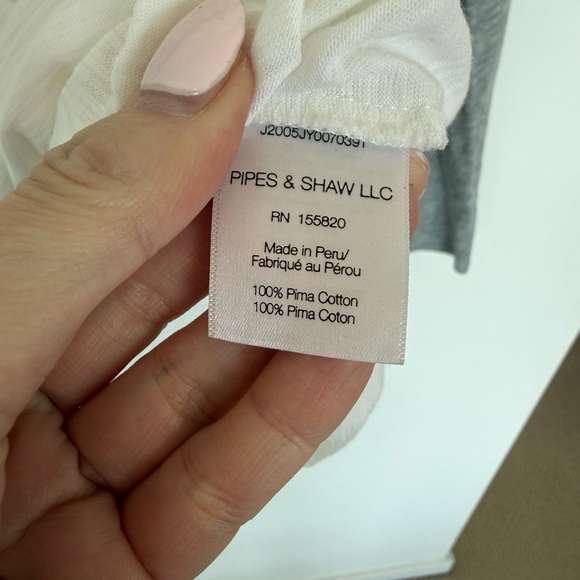 J2005JY0070391
PIPES & SHAW LLC
RN 155820
Made in Peru/
Fabriqué au Pérou
100% Pima Cotton
100% Pima Coton